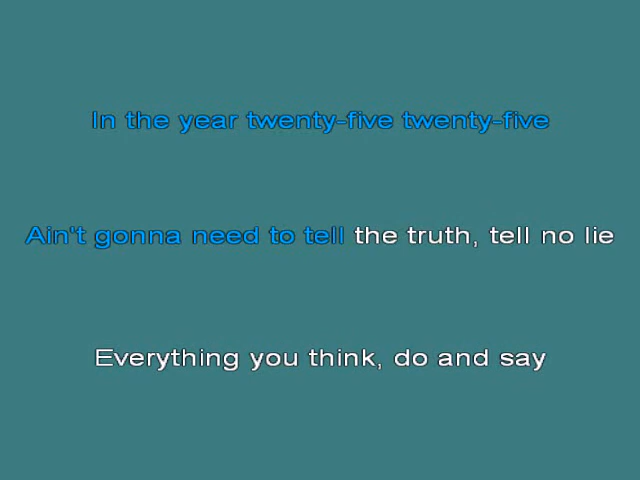 In the year twenty-five twenty-five
Ain't gonna need to tell the truth, tell no lie
Everything you think, do and say